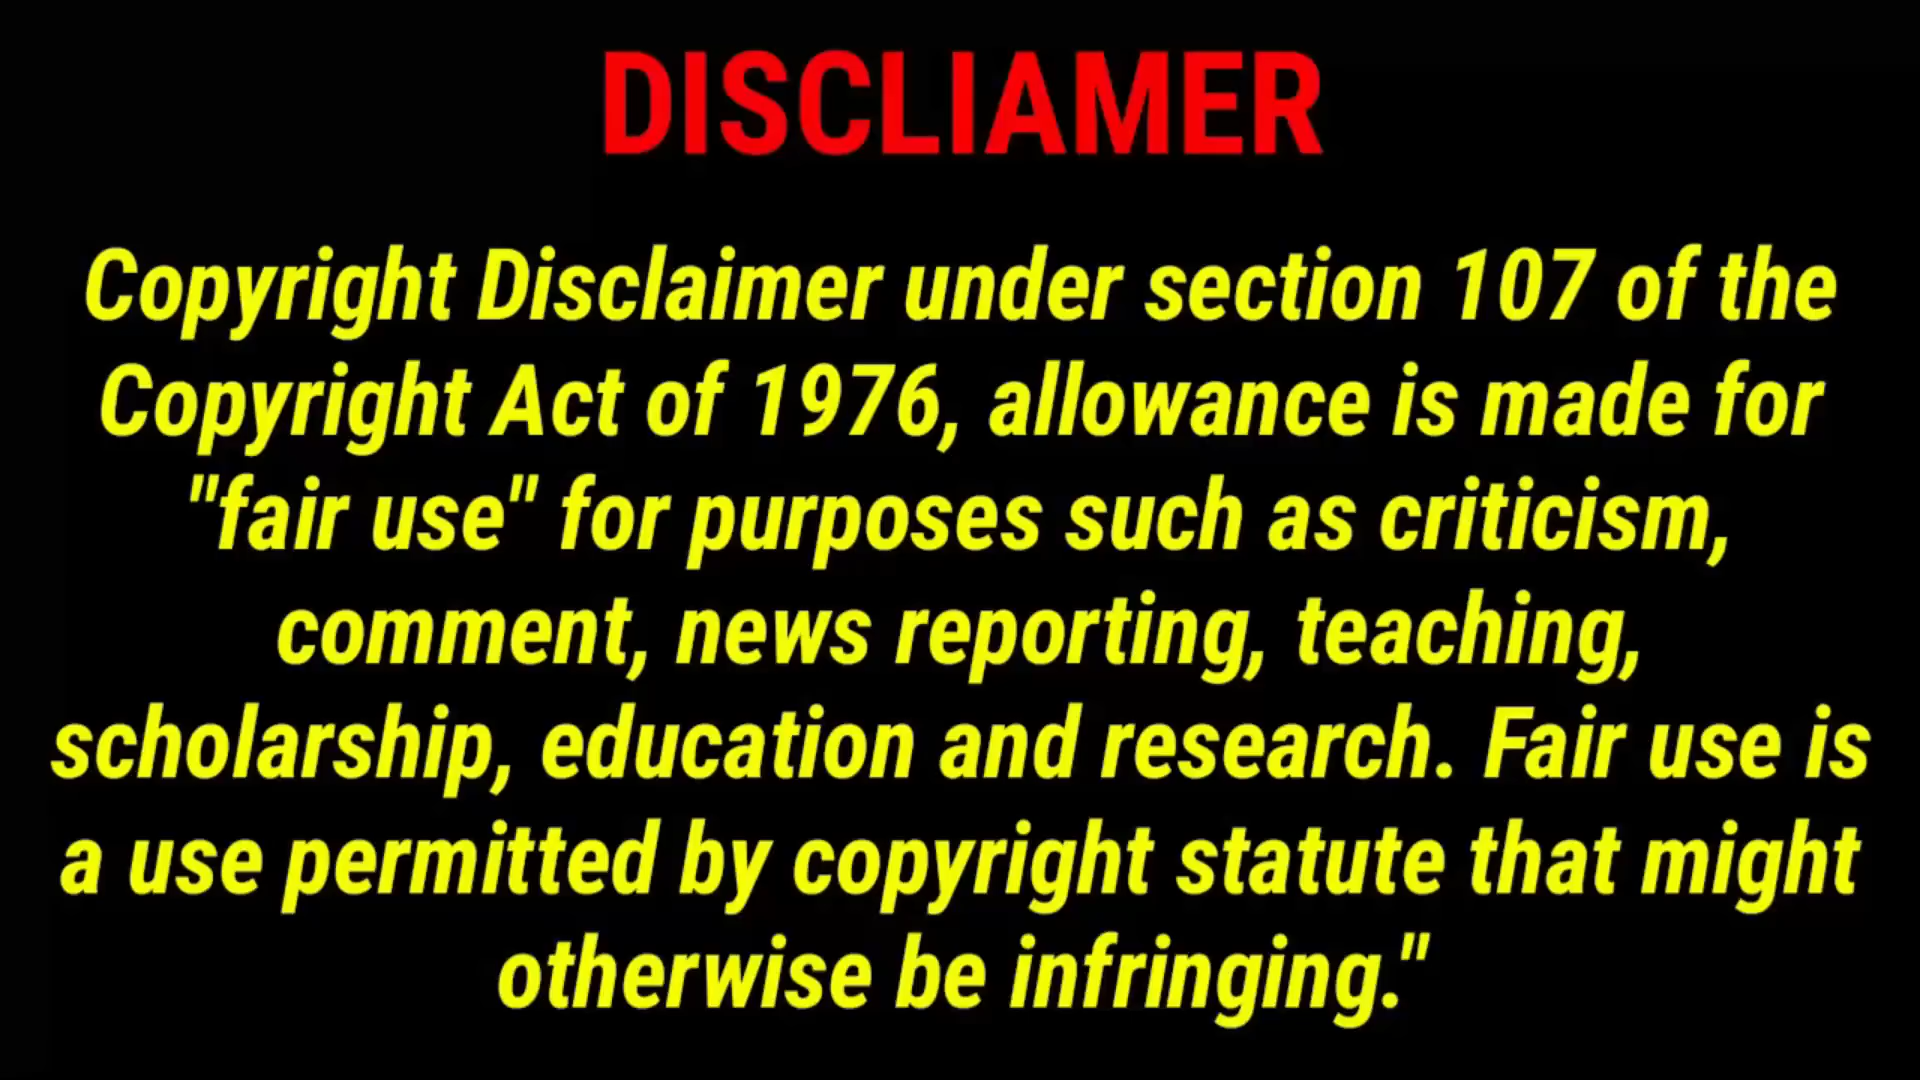 DISCLIAMER
Copyright Disclaimer under section 107 of the
Copyright Act of 1976, allowance is made for
"fair use" for purposes such as criticism,
comment, news reporting, teaching,
scholarship, education and research. Fair use is
a use permitted by copyright statute that might
otherwise be infringing."